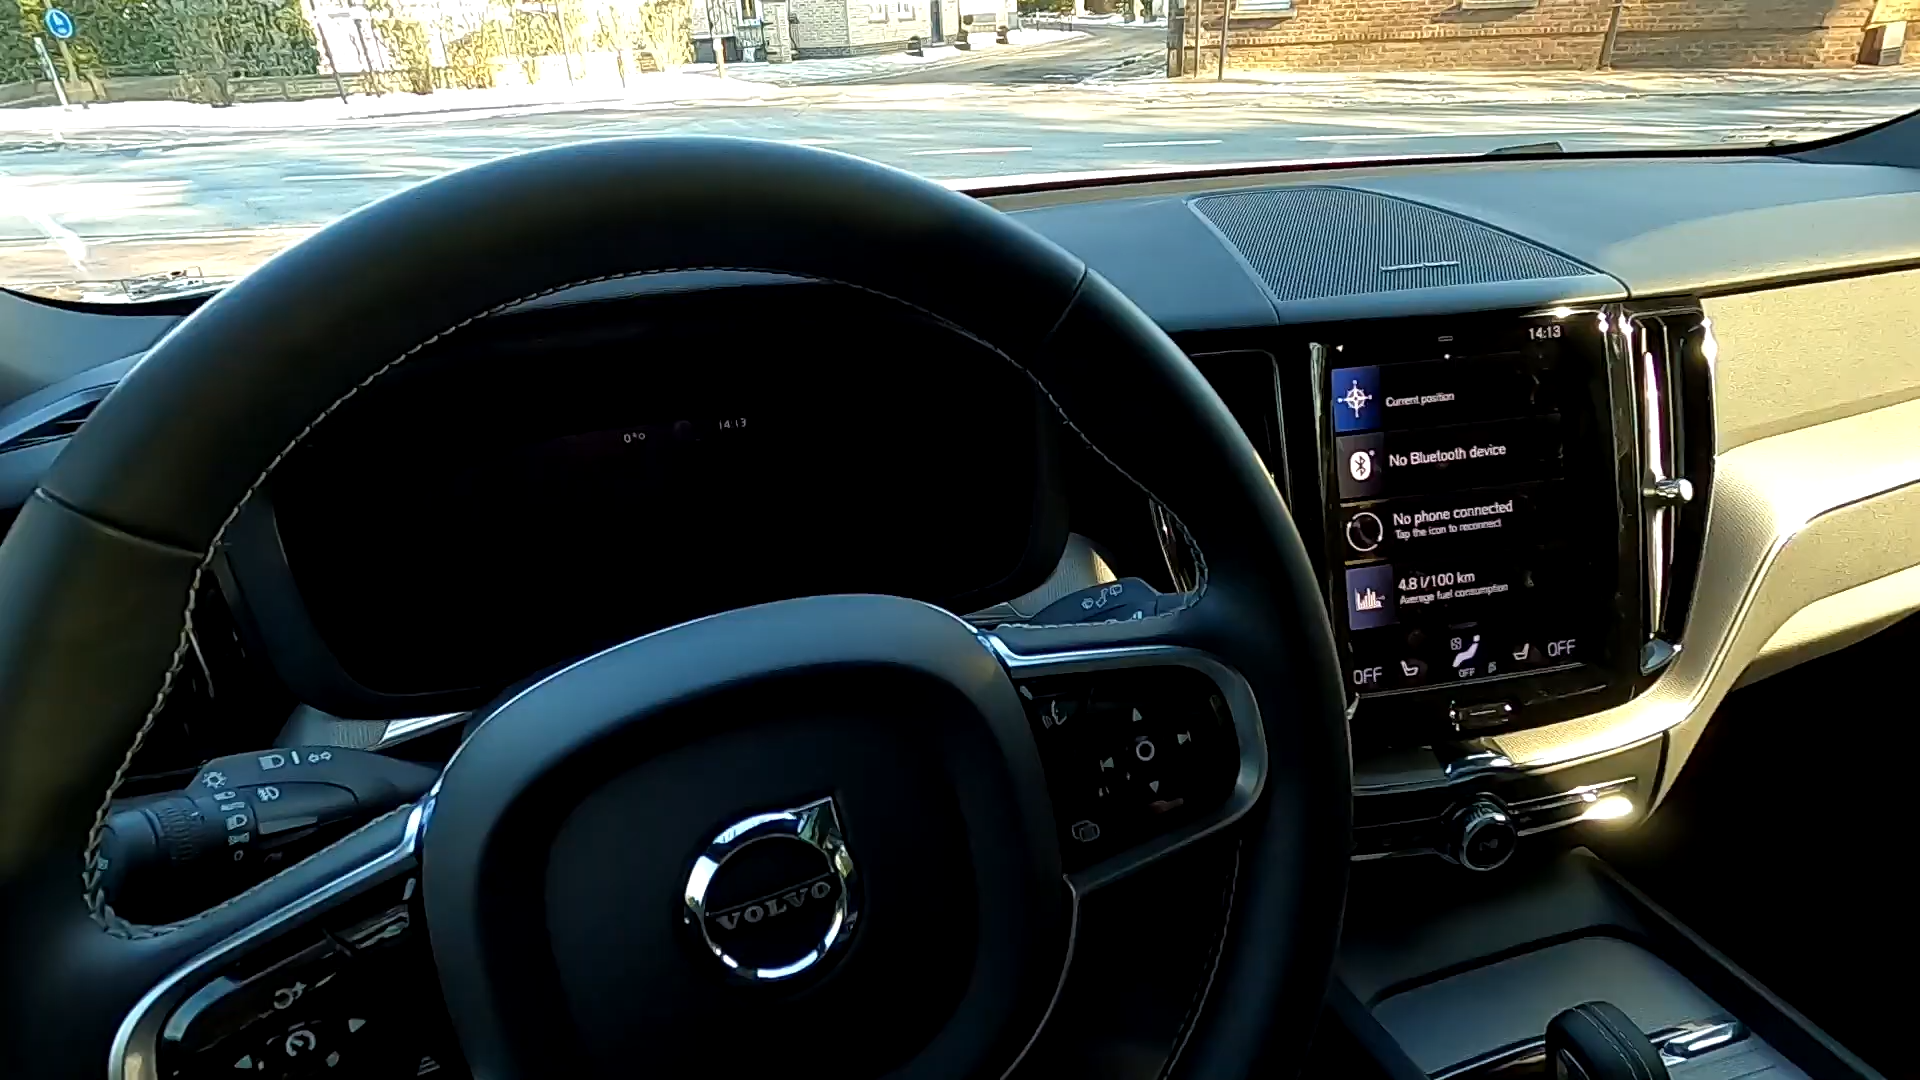 14:13
Current position
No Bluetooth device
No phone connected
Tap the icon to reconnect
4.8 l/100 km
Average fuel consumption
OFF
OFF
OFF
14:13
VOLVO